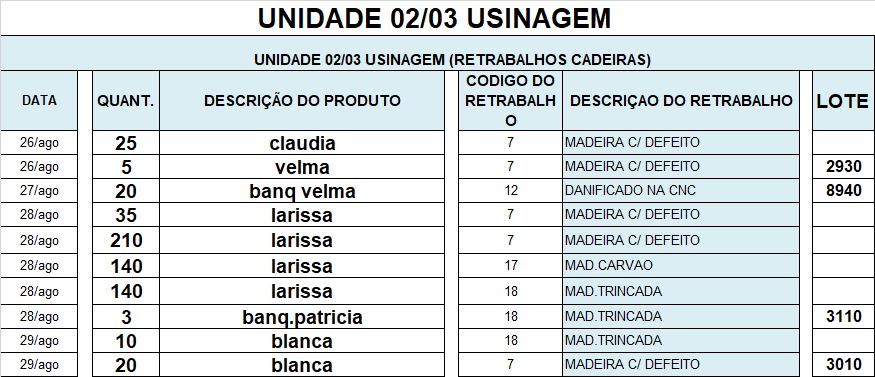 UNIDADE 02/03 USINAGEM
UNIDADE 02/03 USINAGEM (RETRABALHOS CADEIRAS)
DATA QUANT. DESCRIÇÃO DO PRODUTO CODIGO DO RETRABALHO DESCRIÇAO DO RETRABALHO LOTE
26/ago 25 claudia 7 MADEIRA C/ DEFEITO
26/ago 5 velma 7 MADEIRA C/ DEFEITO 2930
27/ago 20 banq velma 12 DANIFICADO NA CNC 8940
28/ago 35 larissa 7 MADEIRA C/ DEFEITO
28/ago 210 larissa 7 MADEIRA C/ DEFEITO
28/ago 140 larissa 17 MAD.CARVAO
28/ago 140 larissa 18 MAD.TRINCADA
28/ago 3 banq.patricia 18 MAD.TRINCADA 3110
29/ago 10 blanca 18 MAD.TRINCADA
29/ago 20 blanca 7 MADEIRA C/ DEFEITO 3010